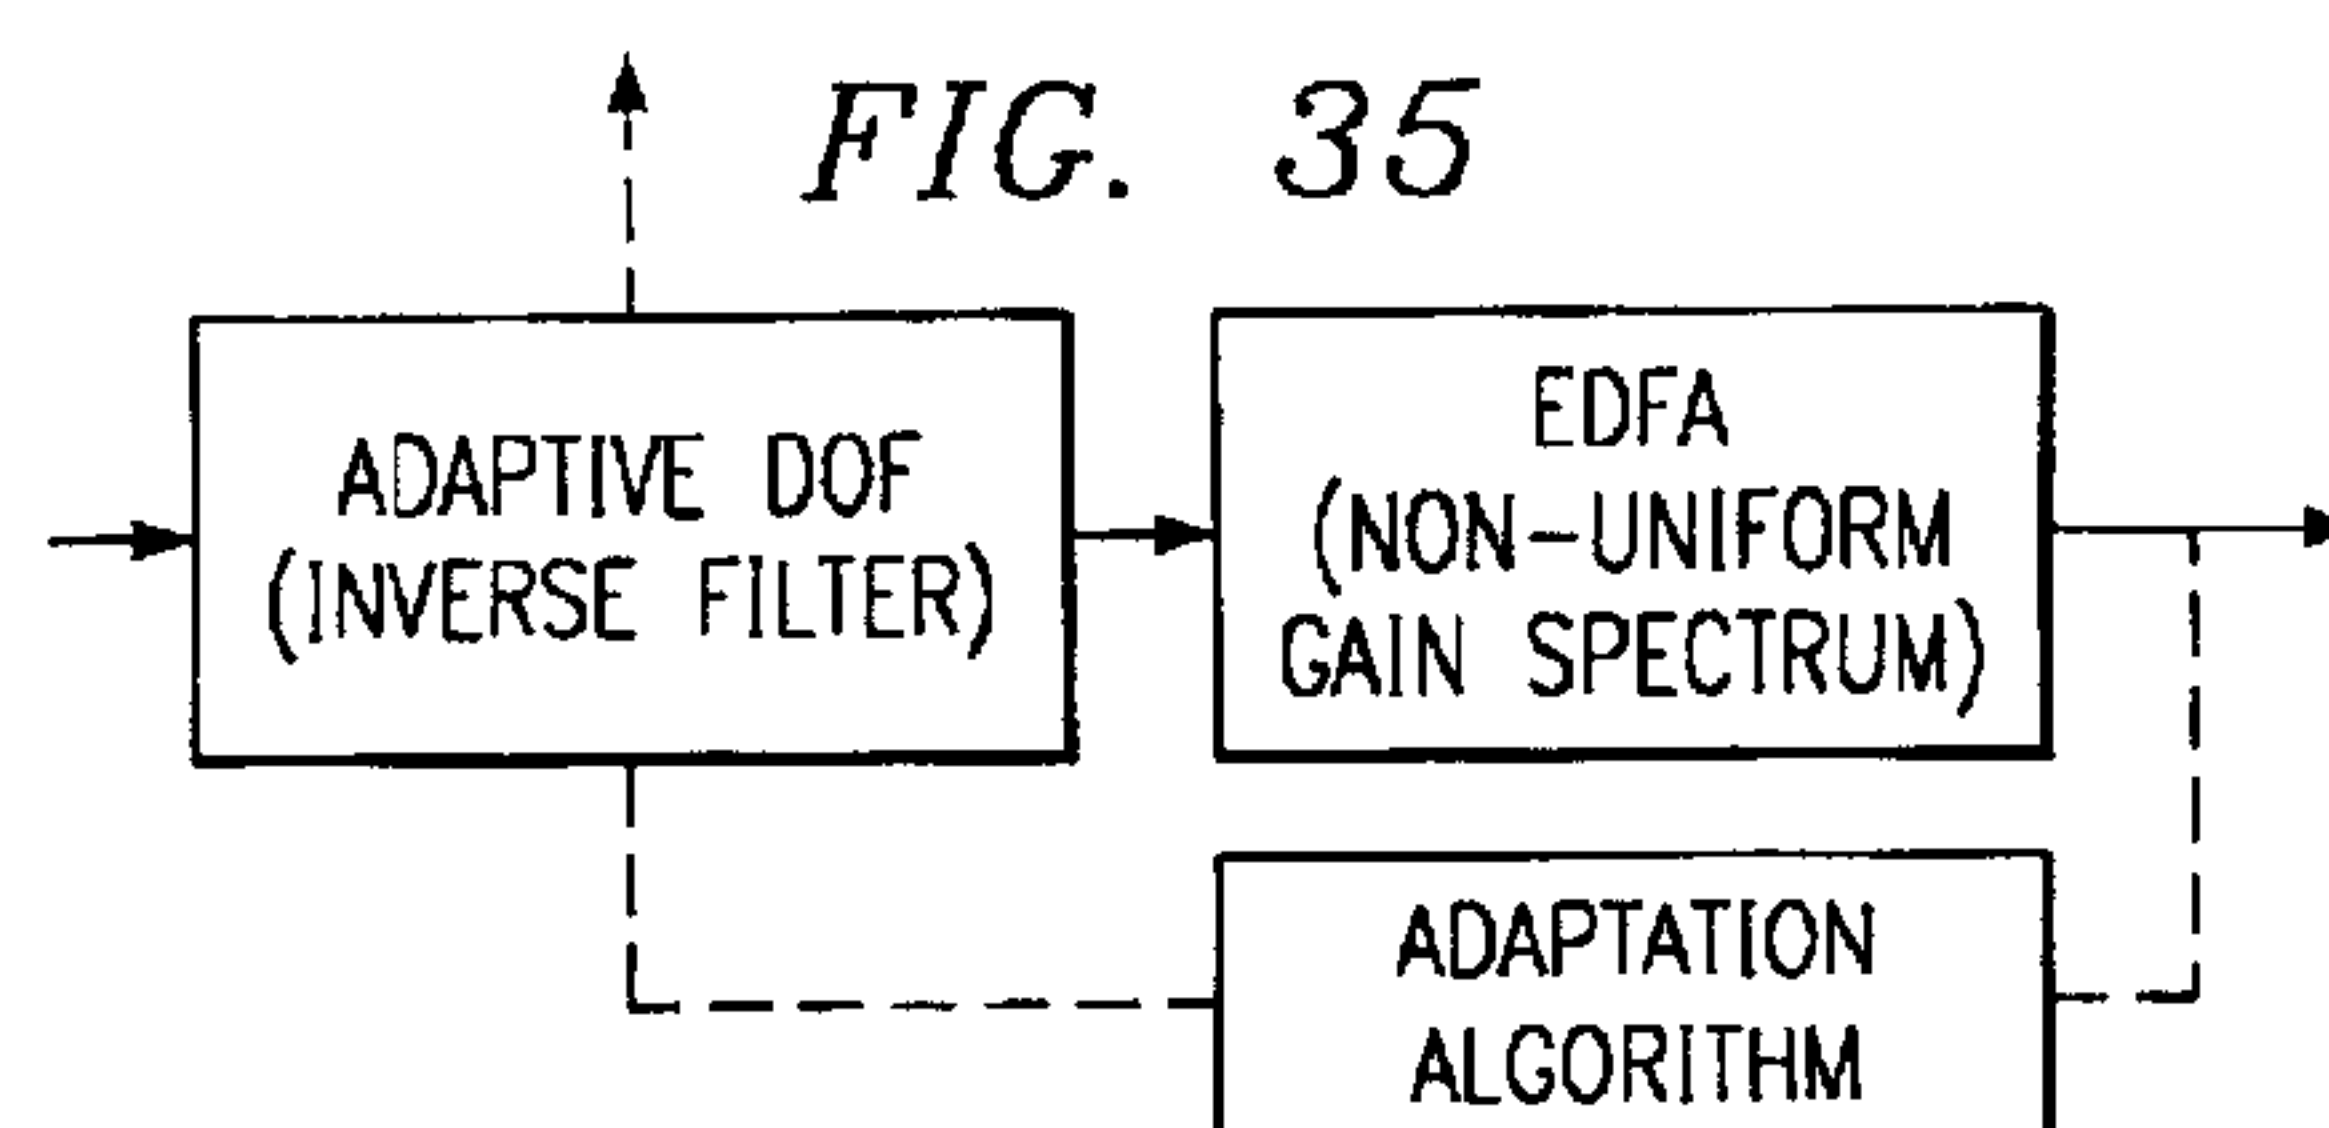 FIG. 35
ADAPTIVE DOF
(INVERSE FILTER)
EDFA
(NON-UNIFORM
GAIN SPECTRUM)
ADAPTATION
ALGORITHM